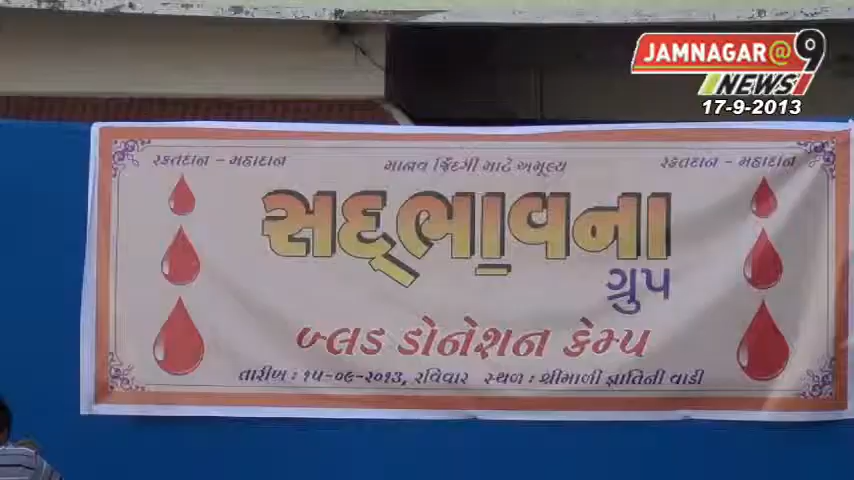 JAMNAGAR@9
NEWS
17-9-2013
રક્તદાન - મહાદાન
માનવ જિંદગી માટે અમૂલ્ય
રક્તદાન - મહાદાન
સદ્ભાવના
ગ્રુપ
બ્લડ ડોનેશન કેમ્પ
તારીખ : ૧૫-૦૯-૨૦૧૩, રવિવાર સ્થળ : શ્રીમાળી જ્ઞાતિની વાડી